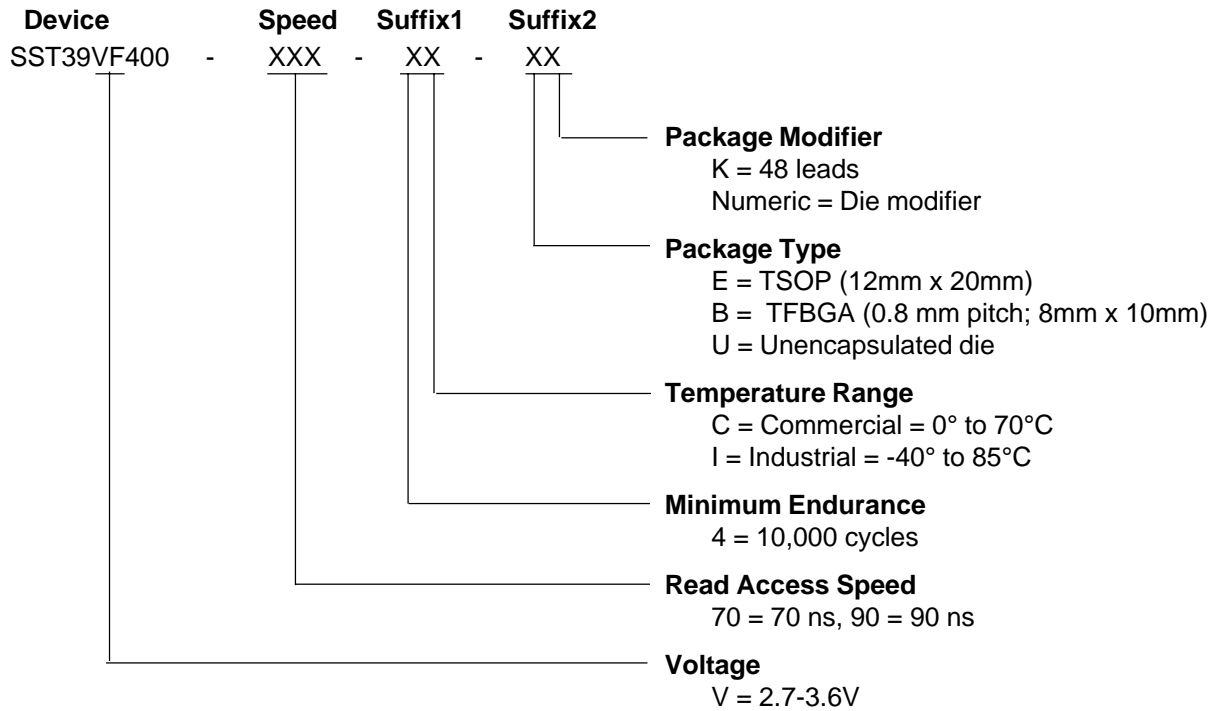 Device Speed Suffix1 Suffix2
SST39VF400 - XXX - XX - XX
Package Modifier
K = 48 leads
Numeric = Die modifier
Package Type
E = TSOP (12mm x 20mm)
B = TFBGA (0.8 mm pitch; 8mm x 10mm)
U = Unencapsulated die
Temperature Range
C = Commercial = 0° to 70°C
I = Industrial = -40° to 85°C
Minimum Endurance
4 = 10,000 cycles
Read Access Speed
70 = 70 ns, 90 = 90 ns
Voltage
V = 2.7-3.6V